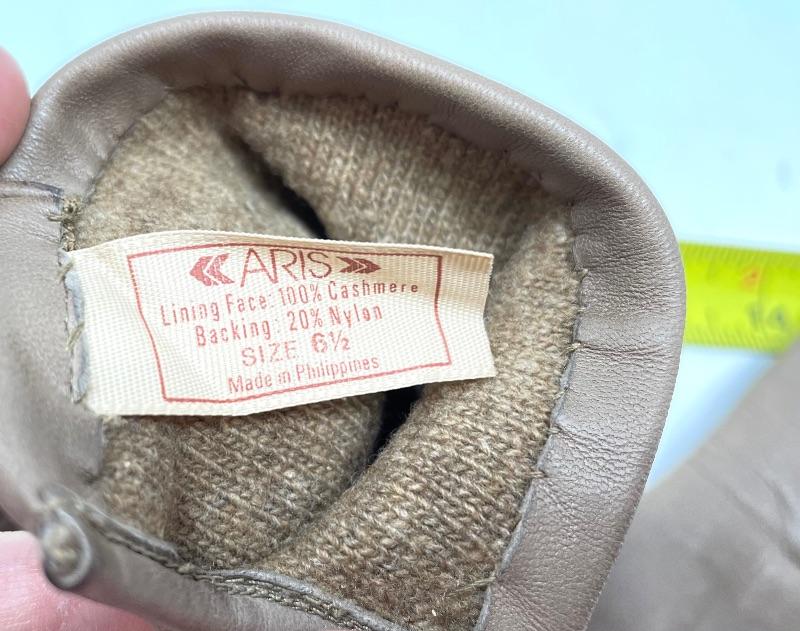 ARIS
Lining Face: 100% Cashmere
Backing: 20% Nylon
SIZE 6½
Made in Philippines